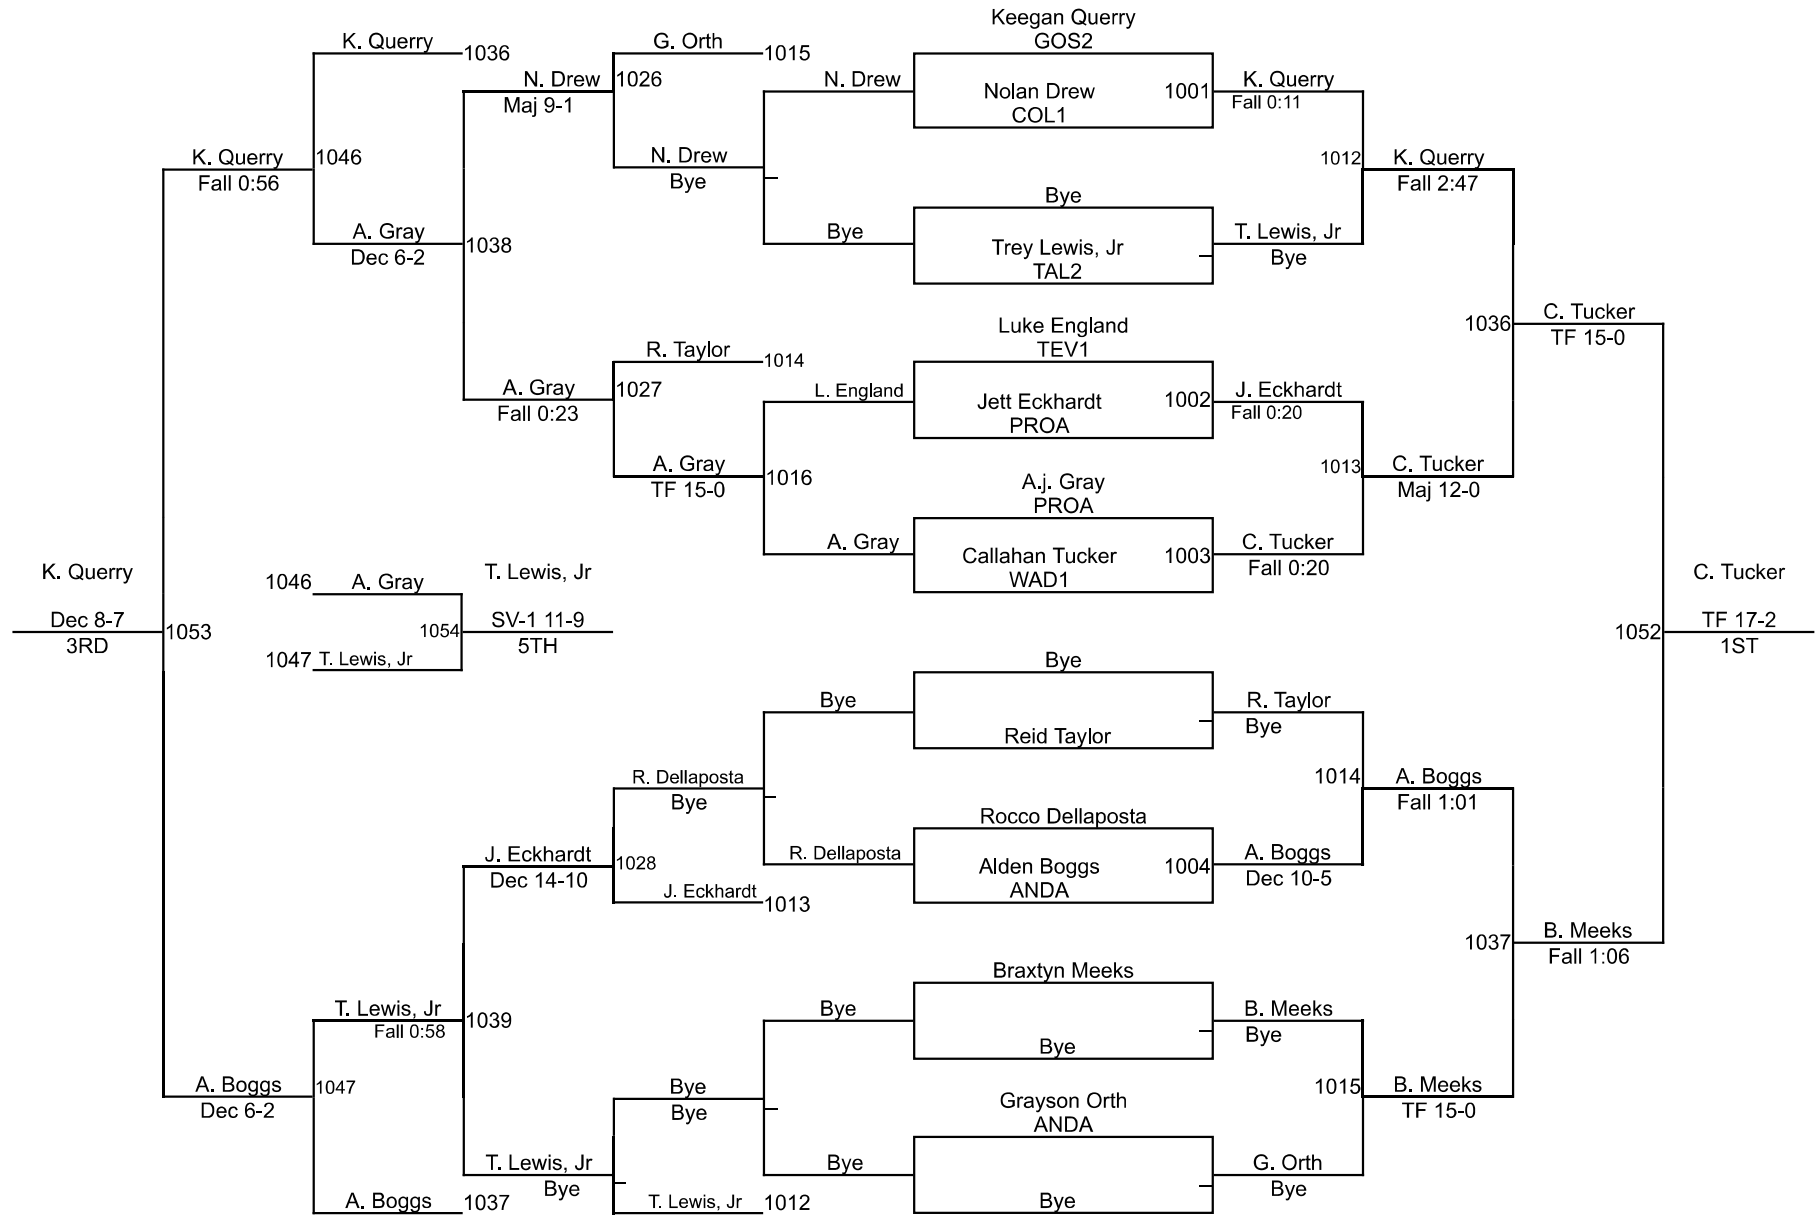 Keegan Querry
GOS2
K. Querry
1036
G. Orth
1015
N. Drew
1026
Maj 9-1
N. Drew
Nolan Drew
COL1
1001
K. Querry
Fall 0:11
K. Querry
Fall 0:56
1046
N. Drew
Bye
1012
K. Querry
Fall 2:47
Bye
A. Gray
Dec 6-2
1038
Bye
Trey Lewis, Jr
TAL2
T. Lewis, Jr
Bye
Luke England
TEV1
1036
C. Tucker
TF 15-0
R. Taylor
1014
A. Gray
Fall 0:23
1027
L. England
Jett Eckhardt
PROA
1002
J. Eckhardt
Fall 0:20
A. Gray
TF 15-0
1016
A.j. Gray
PROA
1013
C. Tucker
Maj 12-0
A. Gray
Callahan Tucker
WAD1
1003
C. Tucker
Fall 0:20
K. Querry
Dec 8-7
3RD
1053
1046
A. Gray
1054
1047
T. Lewis, Jr
T. Lewis, Jr
SV-1 11-9
5TH
1052
C. Tucker
TF 17-2
1ST
Bye
Bye
Reid Taylor
R. Taylor
Bye
R. Dellaposta
Bye
1014
A. Boggs
Fall 1:01
Rocco Dellaposta
J. Eckhardt
Dec 14-10
1028
R. Dellaposta
Alden Boggs
ANDA
1004
A. Boggs
Dec 10-5
J. Eckhardt
1013
1037
B. Meeks
Fall 1:06
Braxtyn Meeks
T. Lewis, Jr
Fall 0:58
1039
Bye
Bye
B. Meeks
Bye
A. Boggs
Dec 6-2
1047
Bye
Bye
Grayson Orth
ANDA
1015
B. Meeks
TF 15-0
T. Lewis, Jr
Bye
Bye
Bye
G. Orth
Bye
A. Boggs
1037
T. Lewis, Jr
1012